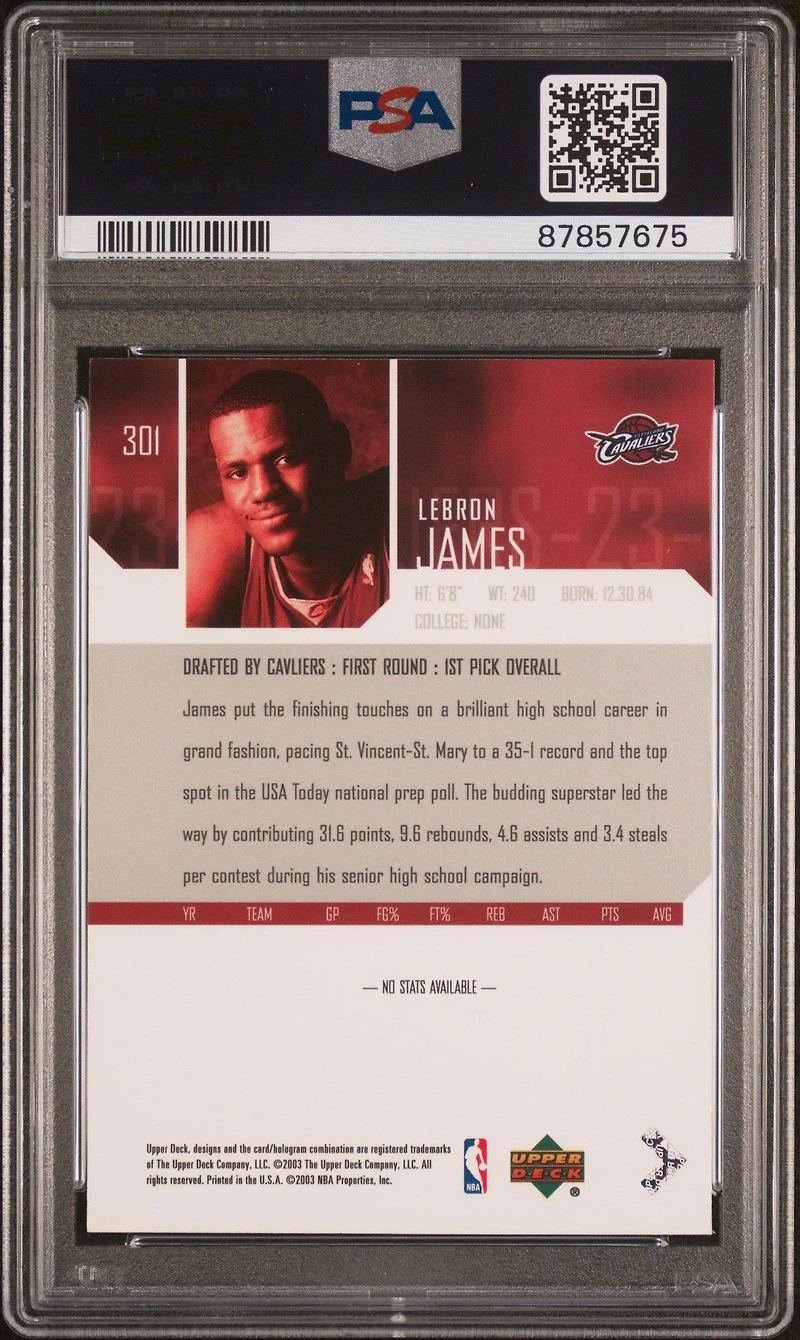 PSA
87857675
301
CLEVELAND
CAVALIERS
LEBRON
JAMES
HT: 6'8" WT: 240 BORN: 12.30.84
COLLEGE: NONE
DRAFTED BY CAVLIERS : FIRST ROUND : 1ST PICK OVERALL
James put the finishing touches on a brilliant high school career in
grand fashion, pacing St. Vincent-St. Mary to a 35-1 record and the top
spot in the USA Today national prep poll. The budding superstar led the
way by contributing 31.6 points, 9.6 rebounds, 4.6 assists and 3.4 steals
per contest during his senior high school campaign.
YR TEAM GP FG% FT% REB AST PTS AVG
— NO STATS AVAILABLE —
Upper Deck, designs and the card/hologram combination are registered trademarks
of The Upper Deck Company, LLC. ©2003 The Upper Deck Company, LLC. All
rights reserved. Printed in the U.S.A. ©2003 NBA Properties, Inc.
NBA
UPPER
DECK
®
PSA